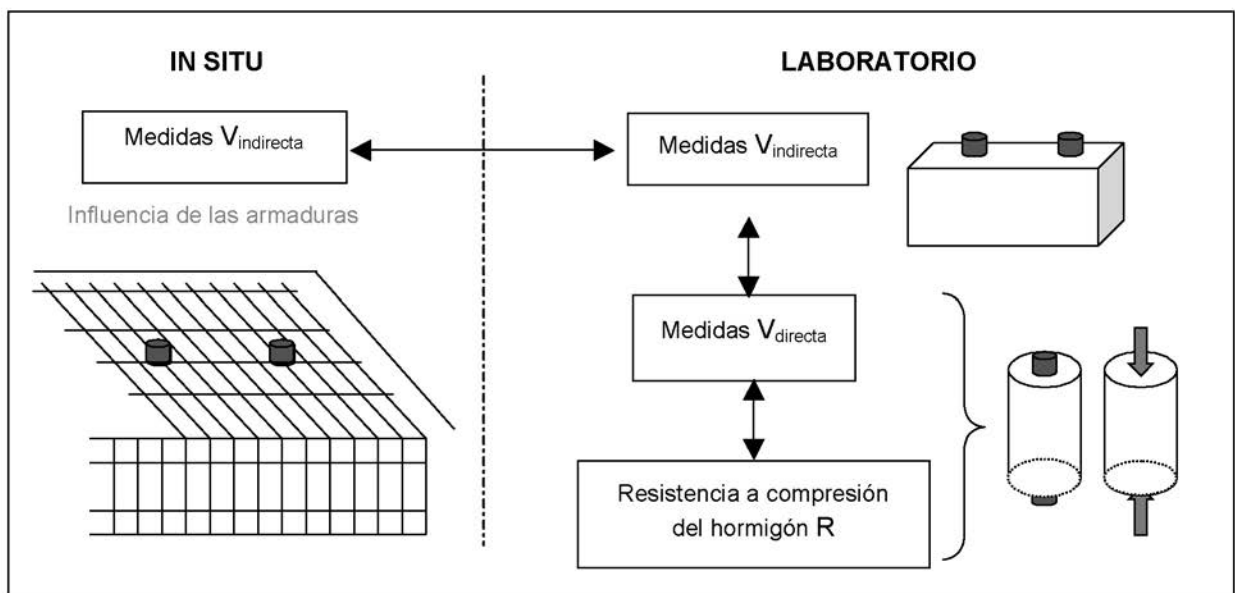 IN SITU
LABORATORIO
Medidas Vindirecta
Medidas Vindirecta
Influencia de las armaduras
Medidas Vdirecta
Resistencia a compresión
del hormigón R